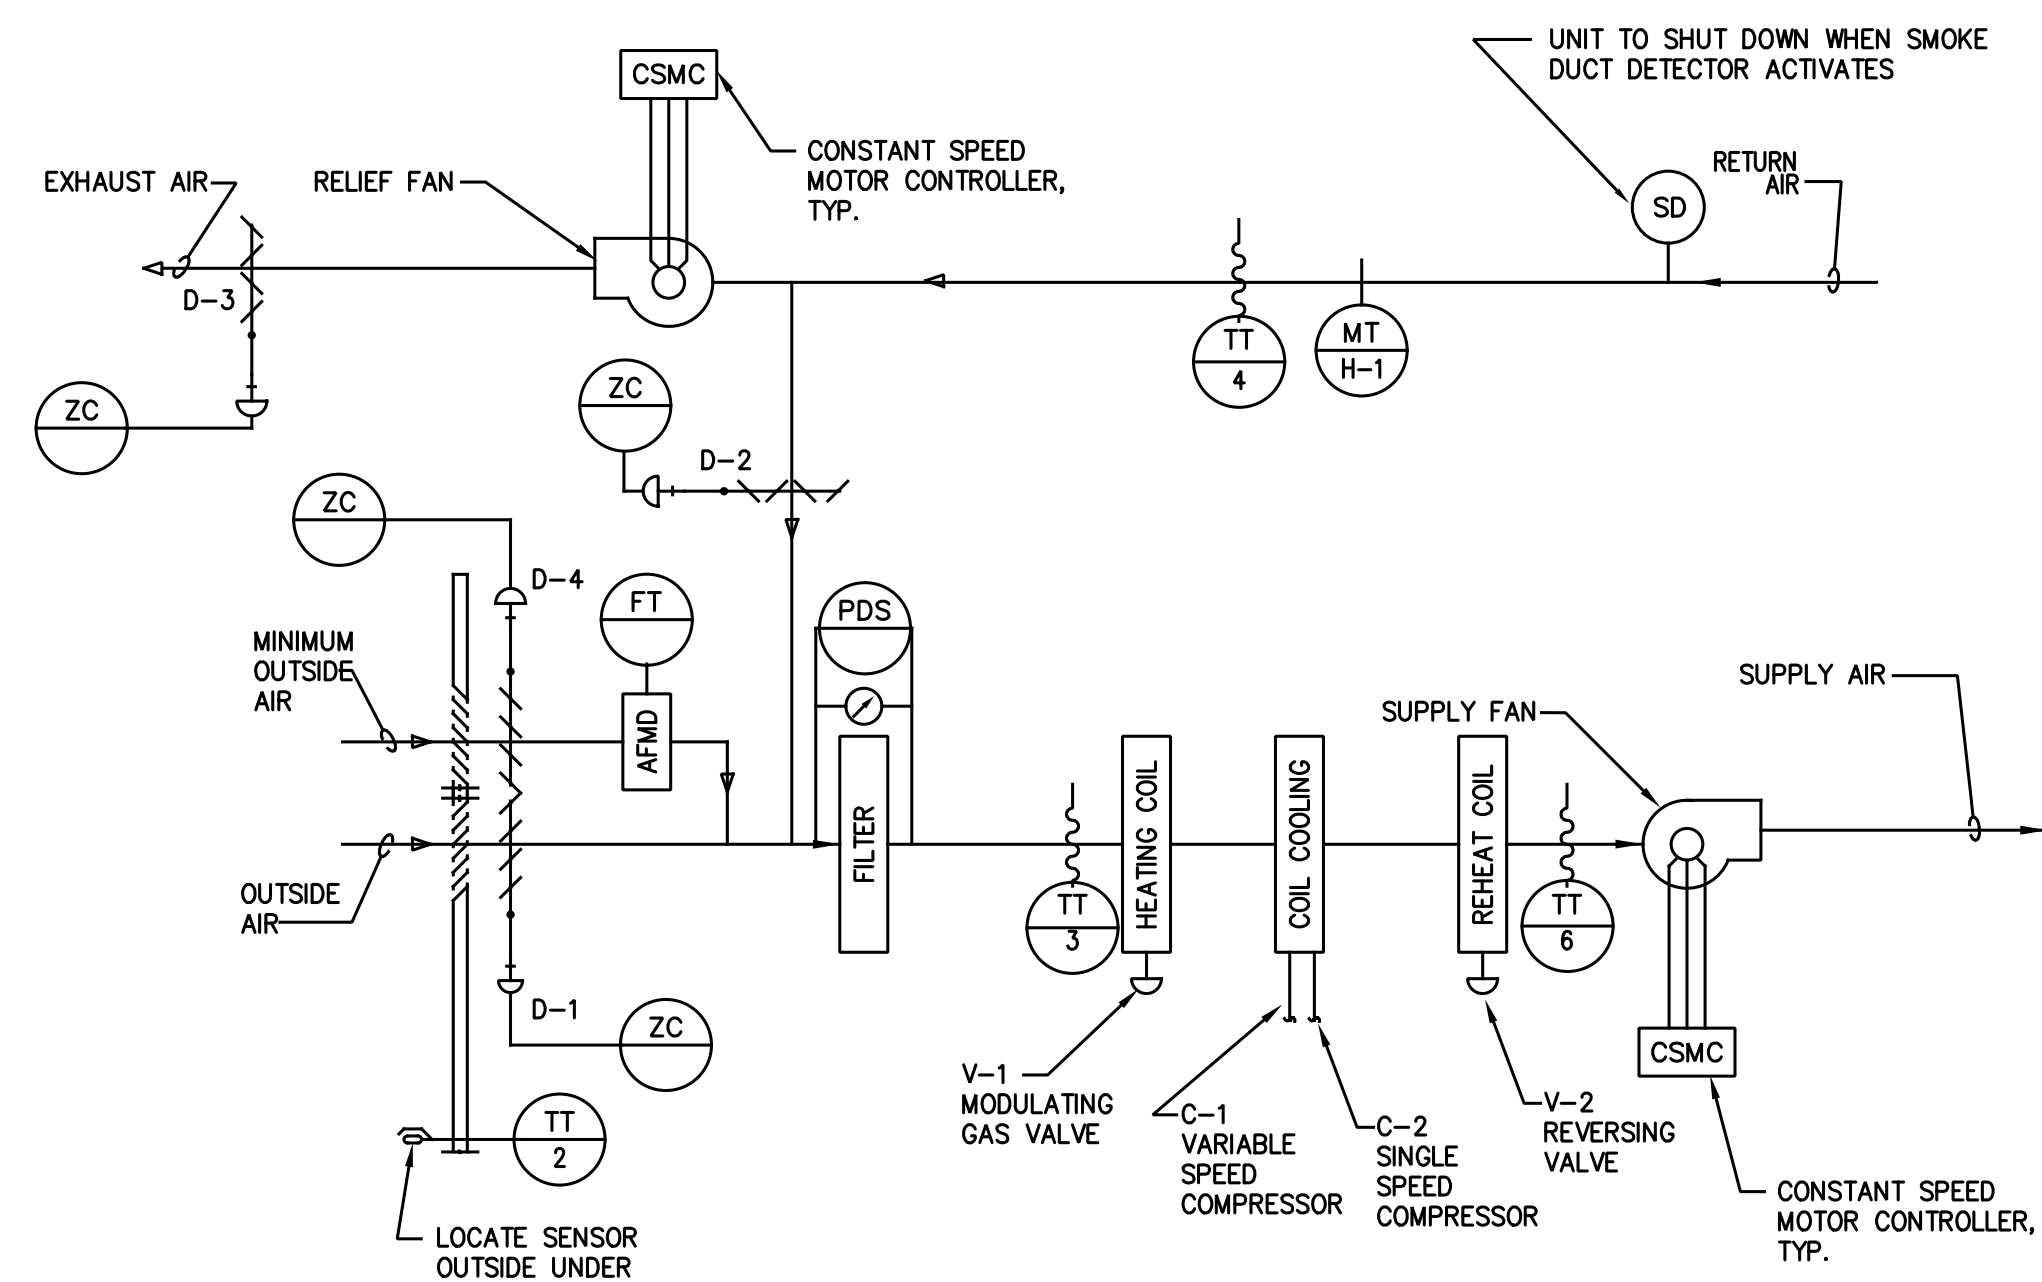 UNIT TO SHUT DOWN WHEN SMOKE
DUCT DETECTOR ACTIVATES
CSMC
CONSTANT SPEED
MOTOR CONTROLLER,
TYP.
EXHAUST AIR
RELIEF FAN
RETURN
AIR
SD
D-3
TT
4
MT
H-1
ZC
ZC
D-2
ZC
D-4
FT
PDS
MINIMUM
OUTSIDE
AIR
AFMD
SUPPLY AIR
SUPPLY FAN
FILTER
HEATING COIL
COIL COOLING
REHEAT COIL
OUTSIDE
AIR
TT
3
TT
6
D-1
ZC
CSMC
V-1
MODULATING
GAS VALVE
C-1
VARIABLE
SPEED
COMPRESSOR
C-2
SINGLE
SPEED
COMPRESSOR
V-2
REVERSING
VALVE
TT
2
CONSTANT SPEED
MOTOR CONTROLLER,
TYP.
LOCATE SENSOR
OUTSIDE UNDER